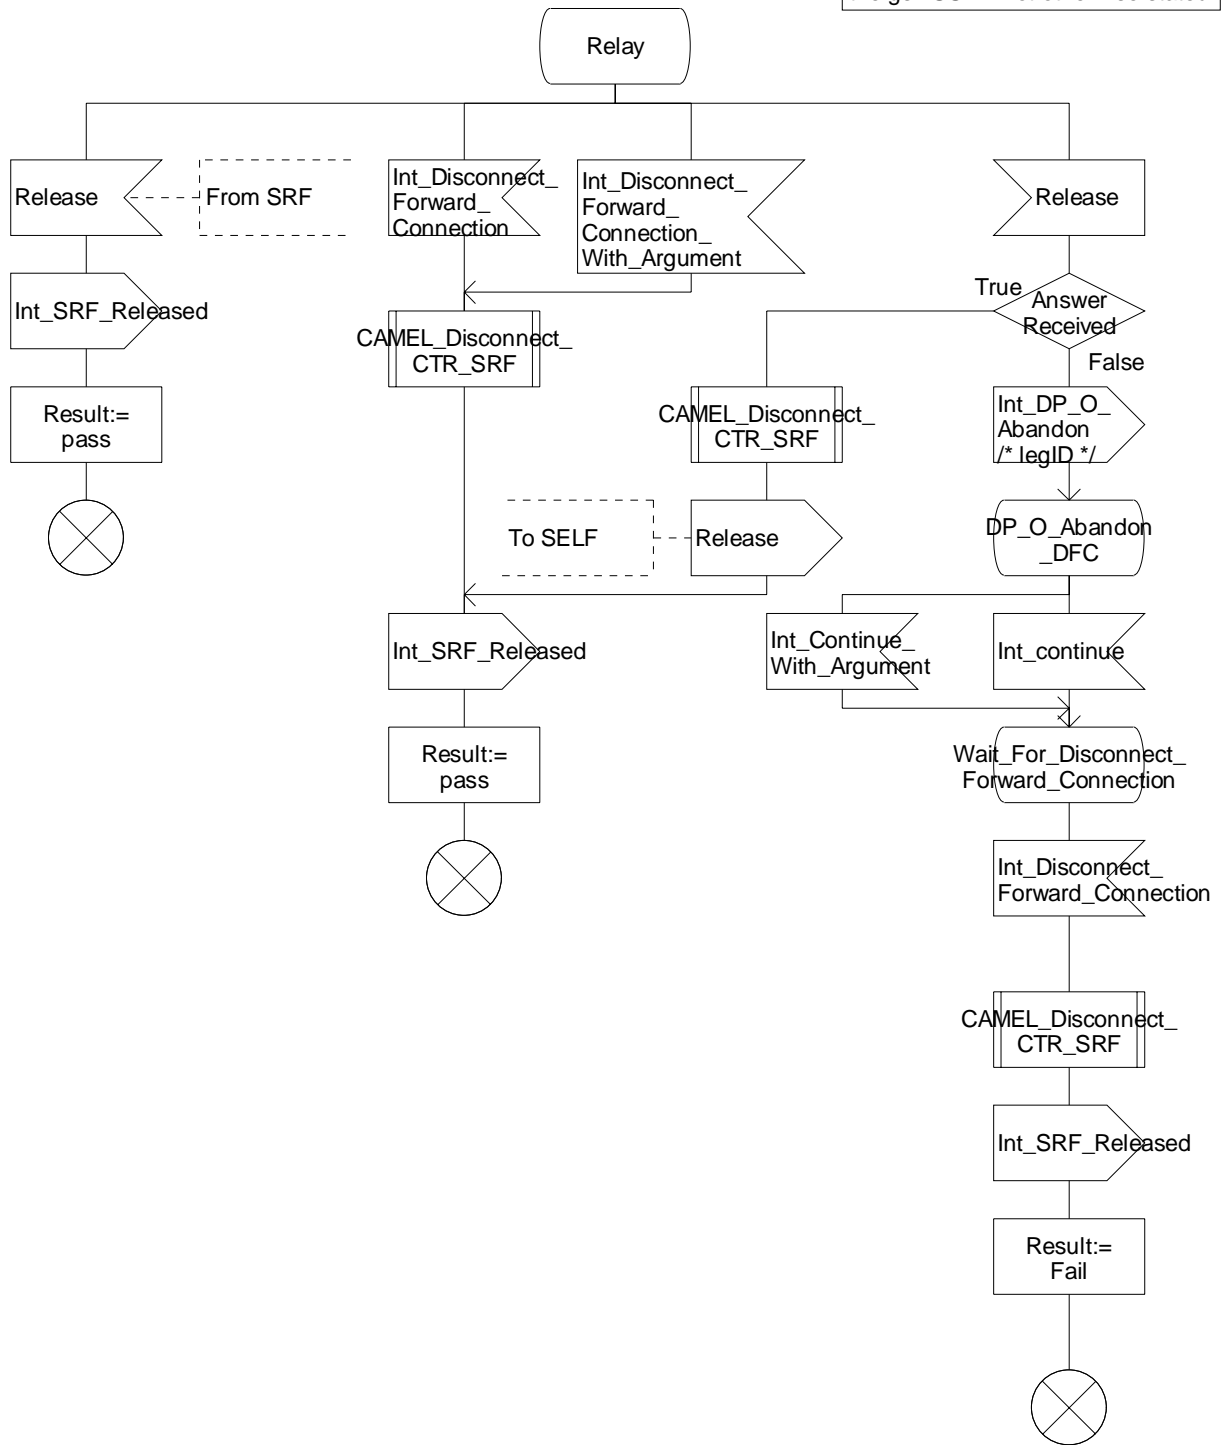 Relay
Release
From SRF
Int_Disconnect_
Forward_
Connection
Int_Disconnect_
Forward_
Connection_
With_Argument
Release
Int_SRF_Released
True
Answer
Received
False
CAMEL_Disconnect_
CTR_SRF
Result:=
pass
CAMEL_Disconnect_
CTR_SRF
Int_DP_O_
Abandon
/* legID */
To SELF
Release
DP_O_Abandon
_DFC
Int_SRF_Released
Int_Continue_
With_Argument
Int_continue
Result:=
pass
Wait_For_Disconnect_
Forward_Connection
Int_Disconnect_
Forward_Connection
CAMEL_Disconnect_
CTR_SRF
Int_SRF_Released
Result:=
Fail